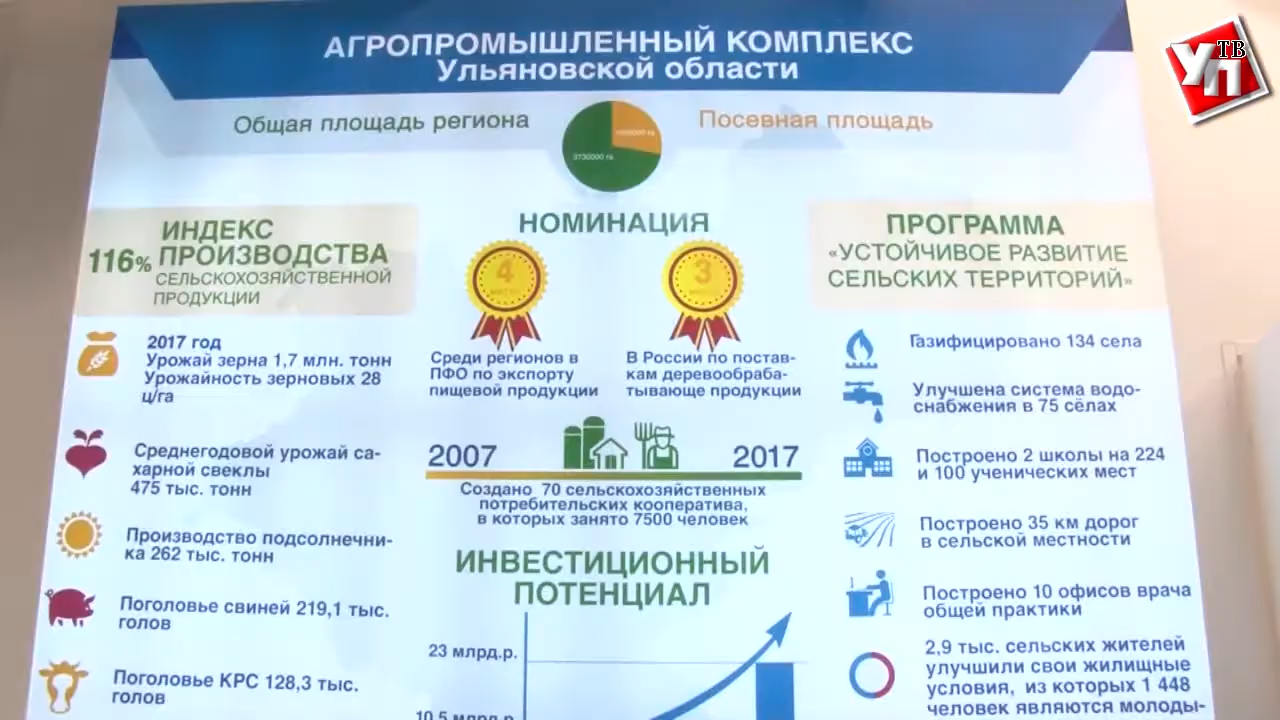 АГРОПРОМЫШЛЕННЫЙ КОМПЛЕКС
Ульяновской области
УП
ТВ
Общая площадь региона
3730000 га
Посевная площадь
116%
ИНДЕКС
ПРОИЗВОДСТВА
СЕЛЬСКОХОЗЯЙСТВЕННОЙ
ПРОДУКЦИИ
2017 год
Урожай зерна 1,7 млн. тонн
Урожайность зерновых 28
ц/га
Среднегодовой урожай са-
харной свеклы
475 тыс. тонн
Производство подсолнечни-
ка 262 тыс. тонн
Поголовье свиней 219,1 тыс.
голов
Поголовье КРС 128,3 тыс.
голов
НОМИНАЦИЯ
4
место
3
место
Среди регионов в
ПФО по экспорту
пищевой продукции
В России по постав-
кам деревообраба-
тывающе продукции
2007
2017
Создано 70 сельскохозяйственных
потребительских кооператива,
в которых занято 7500 человек
ИНВЕСТИЦИОННЫЙ
ПОТЕНЦИАЛ
23 млрд.р.
10,5 млрд.р.
ПРОГРАММА
«УСТОЙЧИВОЕ РАЗВИТИЕ
СЕЛЬСКИХ ТЕРРИТОРИЙ»
Газифицировано 134 села
Улучшена система водо-
снабжения в 75 сёлах
Построено 2 школы на 224
и 100 ученических мест
Построено 35 км дорог
в сельской местности
Построено 10 офисов врача
общей практики
2,9 тыс. сельских жителей
улучшили свои жилищные
условия, из которых 1 448
человек являются молоды-